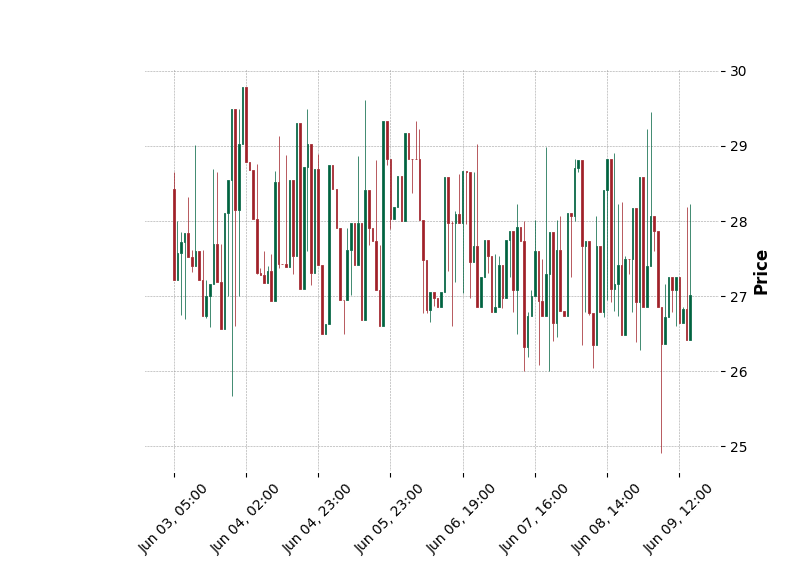 30
29
28
27
26
25
Price
Jun 03, 05:00
Jun 04, 02:00
Jun 04, 23:00
Jun 05, 23:00
Jun 06, 19:00
Jun 07, 16:00
Jun 08, 14:00
Jun 09, 12:00